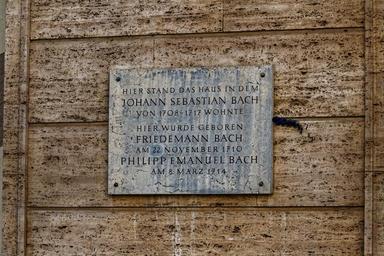 HIER STAND DAS HAUS IN DEM
JOHANN SEBASTIAN BACH
VON 1708-1717 WOHNTE
HIER WURDE GEBOREN
FRIEDEMANN BACH
AM 22. NOVEMBER 1710
PHILIPP EMANUEL BACH
AM 8. MÄRZ 1714